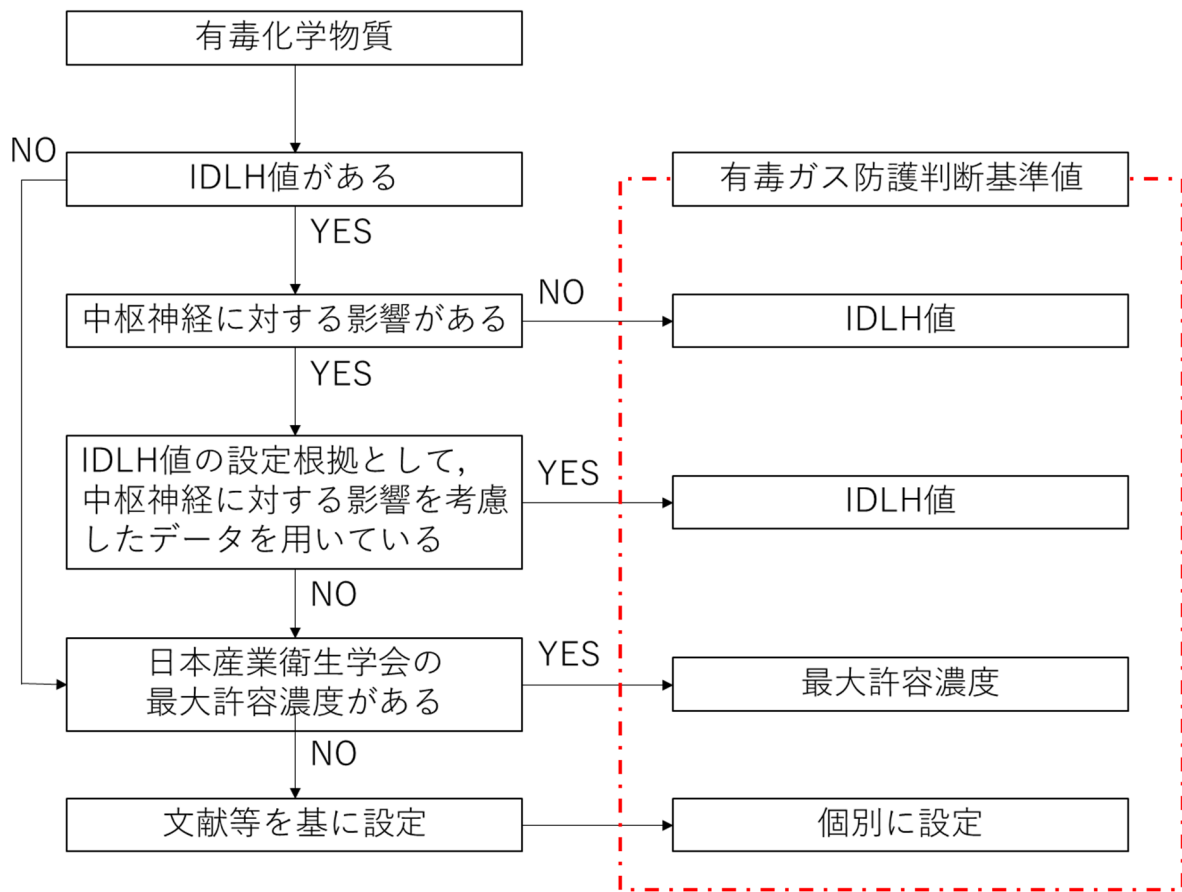 有毒化学物質
NO
IDLH値がある
有毒ガス防護判断基準値
YES
中枢神経に対する影響がある
NO
IDLH値
YES
IDLH値の設定根拠として,
中枢神経に対する影響を考慮
したデータを用いている
YES
IDLH値
NO
日本産業衛生学会の
最大許容濃度がある
YES
最大許容濃度
NO
文献等を基に設定
個別に設定